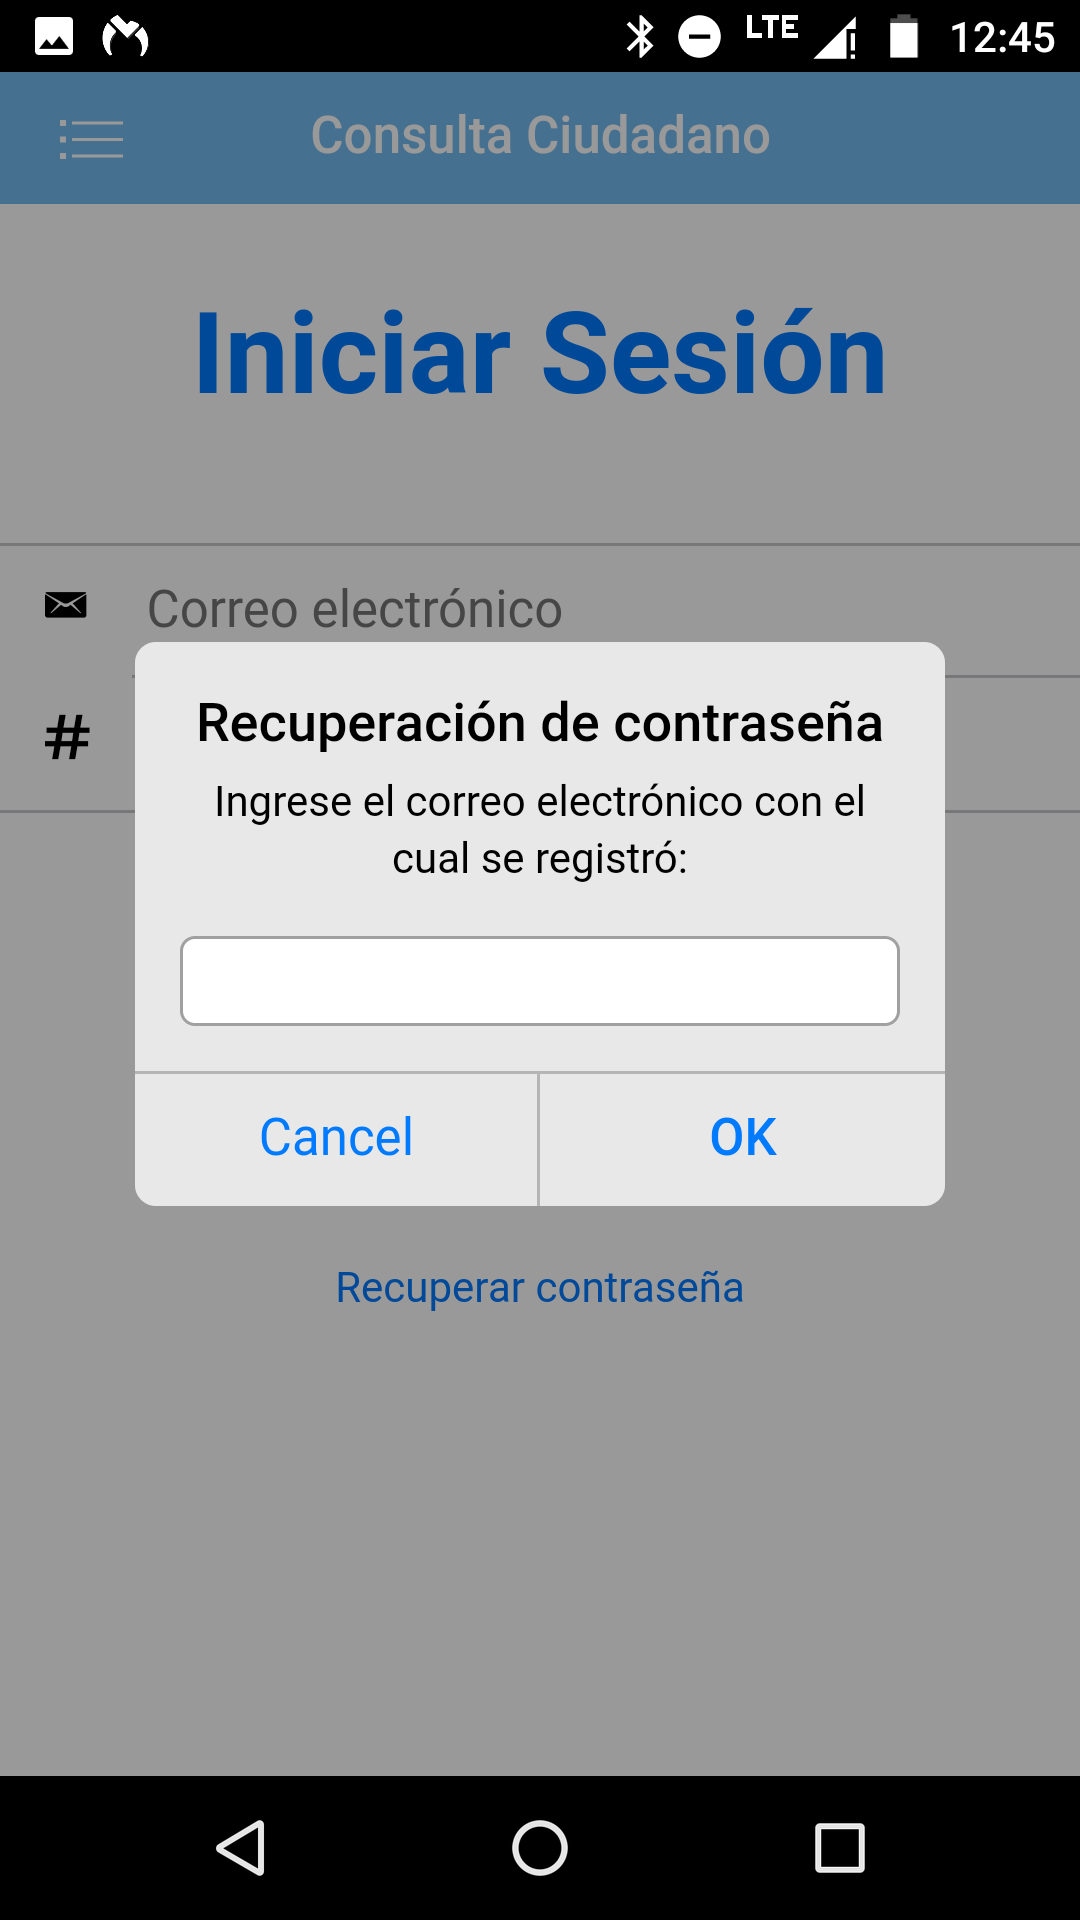 LTE 12:45
Consulta Ciudadano
Iniciar Sesión
Correo electrónico
#
Recuperación de contraseña
Ingrese el correo electrónico con el
cual se registró:
Cancel OK
Recuperar contraseña